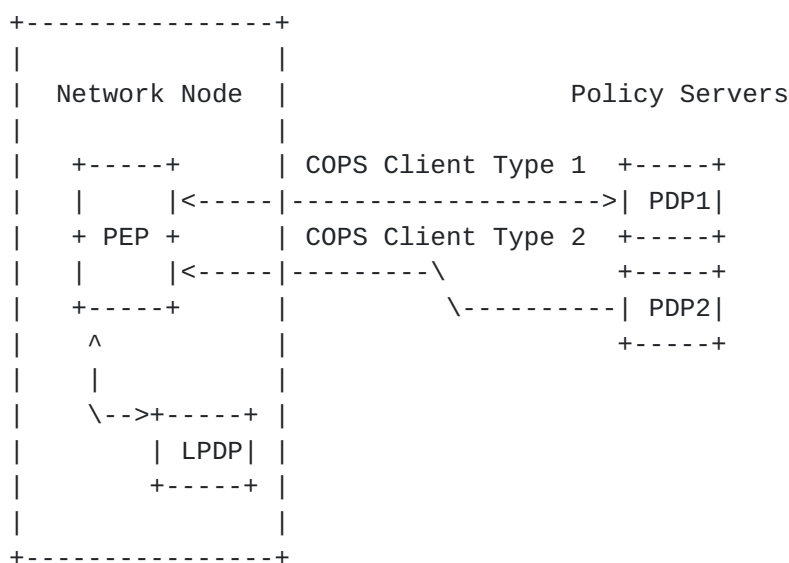 Network Node Policy Servers
COPS Client Type 1
PDP1
PEP COPS Client Type 2
PDP2
LPDP